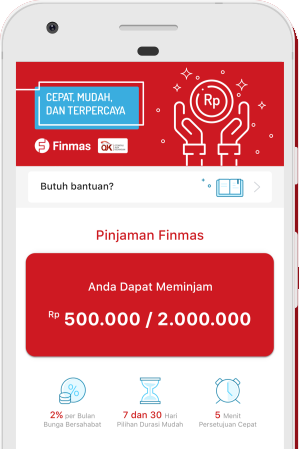 CEPAT, MUDAH,
DAN TERPERCAYA
Rp
Finmas
Butuh bantuan?
Pinjaman Finmas
Anda Dapat Meminjam
Rp 500.000 / 2.000.000
2% per Bulan
Bunga Bersahabat
7 dan 30 Hari
Pilihan Durasi Mudah
5 Menit
Persetujuan Cepat